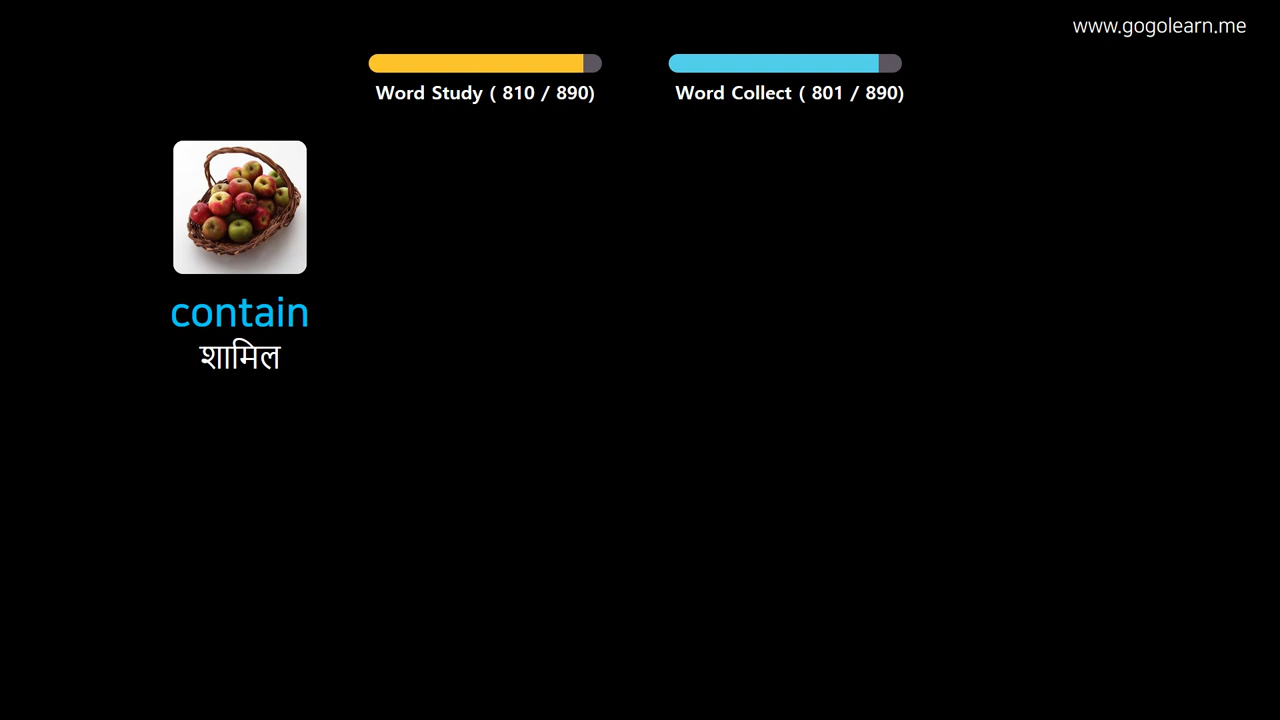 www.gogolearn.me
Word Study ( 810 / 890)
Word Collect ( 801 / 890)
contain
शामिल